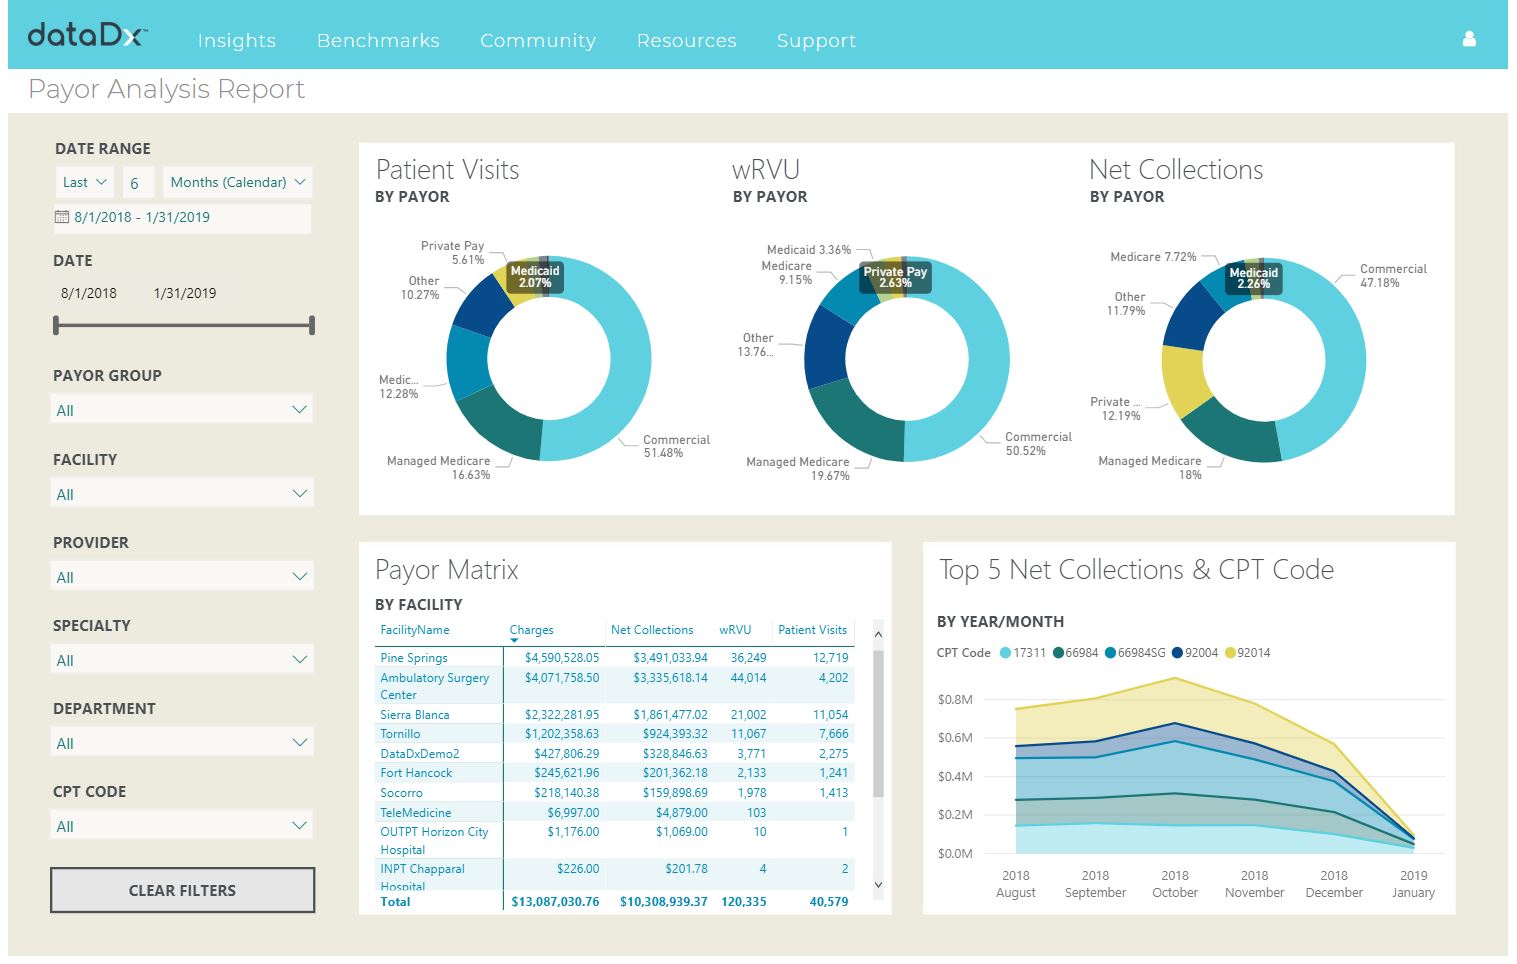 dataDx™
Insights Benchmarks Community Resources Support
Payor Analysis Report
DATE RANGE
Last 6 Months (Calendar)
8/1/2018 - 1/31/2019
DATE
8/1/2018 1/31/2019
PAYOR GROUP
All
FACILITY
All
PROVIDER
All
SPECIALTY
All
DEPARTMENT
All
CPT CODE
All
CLEAR FILTERS
Patient Visits
BY PAYOR
Private Pay
5.61%
Medicaid
2.07%
Other
10.27%
Medic...
12.28%
Managed Medicare
16.63%
Commercial
51.48%
wRVU
BY PAYOR
Medicaid 3.36%
Medicare
9.15%
Private Pay
2.63%
Other
13.76...
Managed Medicare
19.67%
Commercial
50.52%
Net Collections
BY PAYOR
Medicare 7.72%
Medicaid
2.26%
Commercial
47.18%
Other
11.79%
Private ...
12.19%
Managed Medicare
18%
Payor Matrix
BY FACILITY
FacilityName Charges Net Collections wRVU Patient Visits
Pine Springs $4,590,528.05 $3,491,033.94 36,249 12,719
Ambulatory Surgery $4,071,758.50 $3,335,618.14 44,014 4,202
Center
Sierra Blanca $2,322,281.95 $1,861,477.02 21,002 11,054
Tornillo $1,202,358.63 $924,393.32 11,067 7,666
DataDxDemo2 $427,806.29 $328,846.63 3,771 2,275
Fort Hancock $245,621.96 $201,362.18 2,133 1,241
Socorro $218,140.38 $159,898.69 1,978 1,413
TeleMedicine $6,997.00 $4,879.00 103
OUTPT Horizon City $1,176.00 $1,069.00 10 1
Hospital
INPT Chapparal $226.00 $201.78 4 2
Hospital
Total $13,087,030.76 $10,308,939.37 120,335 40,579
Top 5 Net Collections & CPT Code
BY YEAR/MONTH
CPT Code 17311 66984 66984SG 92004 92014
$0.8M
$0.6M
$0.4M
$0.2M
$0.0M
2018 2018 2018 2018 2018 2019
August September October November December January